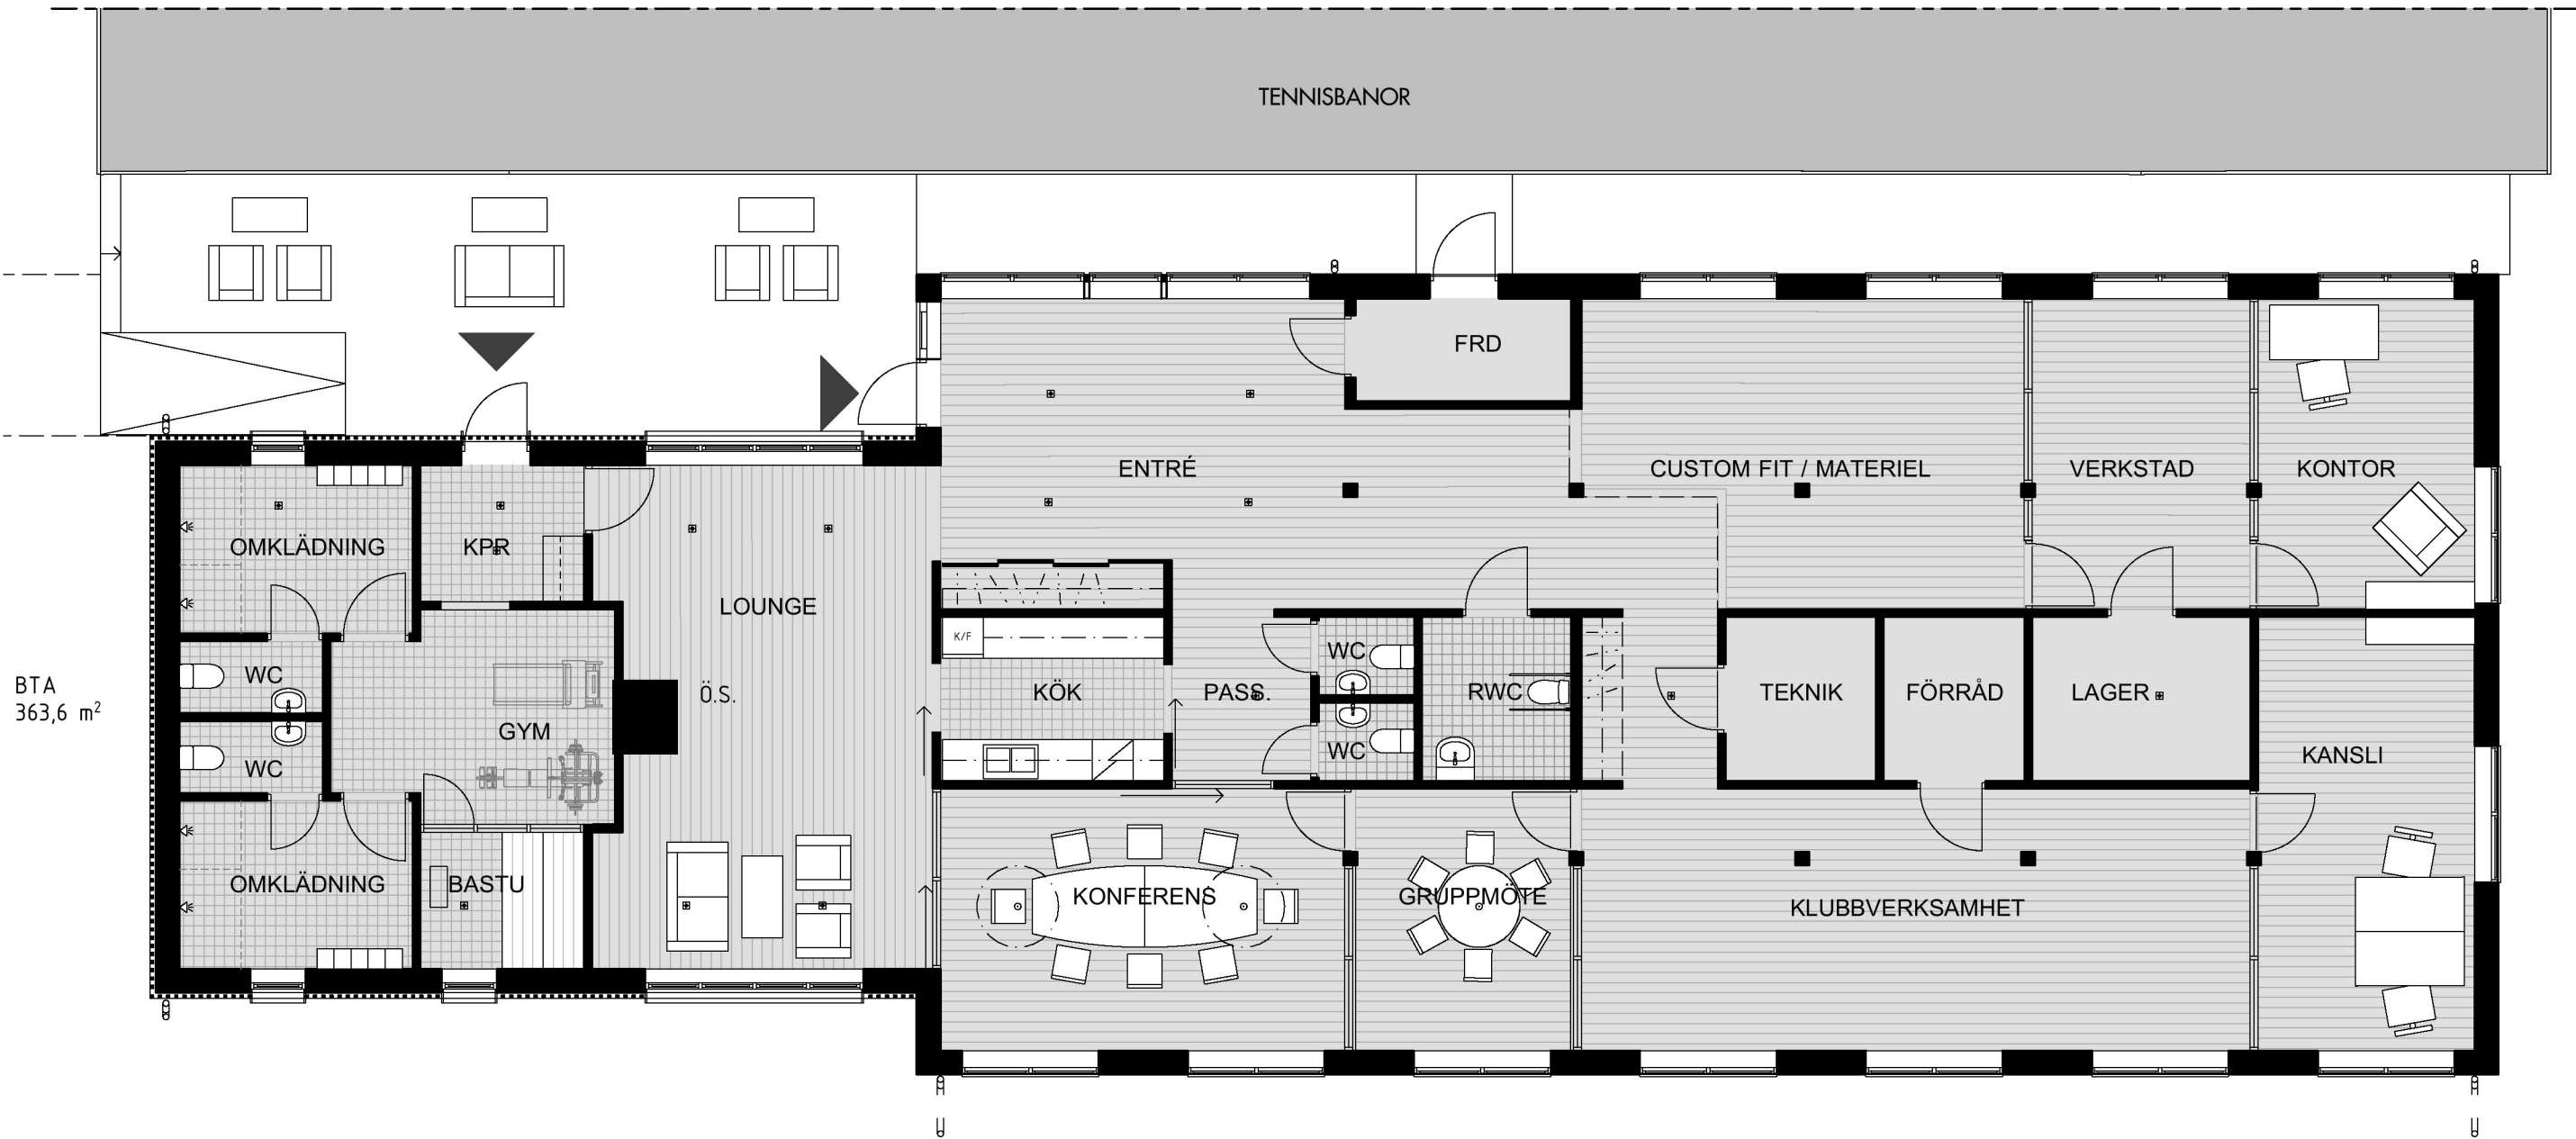 TENNISBANOR
FRD
ENTRÉ
CUSTOM FIT / MATERIEL
VERKSTAD
KONTOR
OMKLÄDNING
KPR
LOUNGE
K/F
WC
WC
BTA
363,6 m²
Ö.S.
KÖK
PASS.
RWC
TEKNIK
FÖRRÅD
LAGER
GYM
WC
WC
KANSLI
OMKLÄDNING
BASTU
KONFERENS
GRUPPMÖTE
KLUBBVERKSAMHET